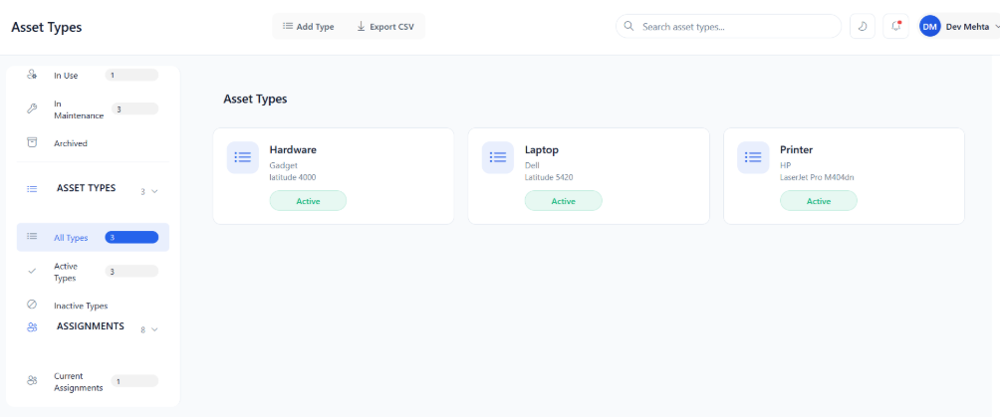 Asset Types
Add Type
Export CSV
Search asset types...
DM
Dev Mehta
In Use
1
In
Maintenance
3
Archived
ASSET TYPES
3
All Types
3
Active
Types
3
Inactive Types
ASSIGNMENTS
8
Current
Assignments
1
Asset Types
Hardware
Gadget
latitude 4000
Active
Laptop
Dell
Latitude 5420
Active
Printer
HP
LaserJet Pro M404dn
Active